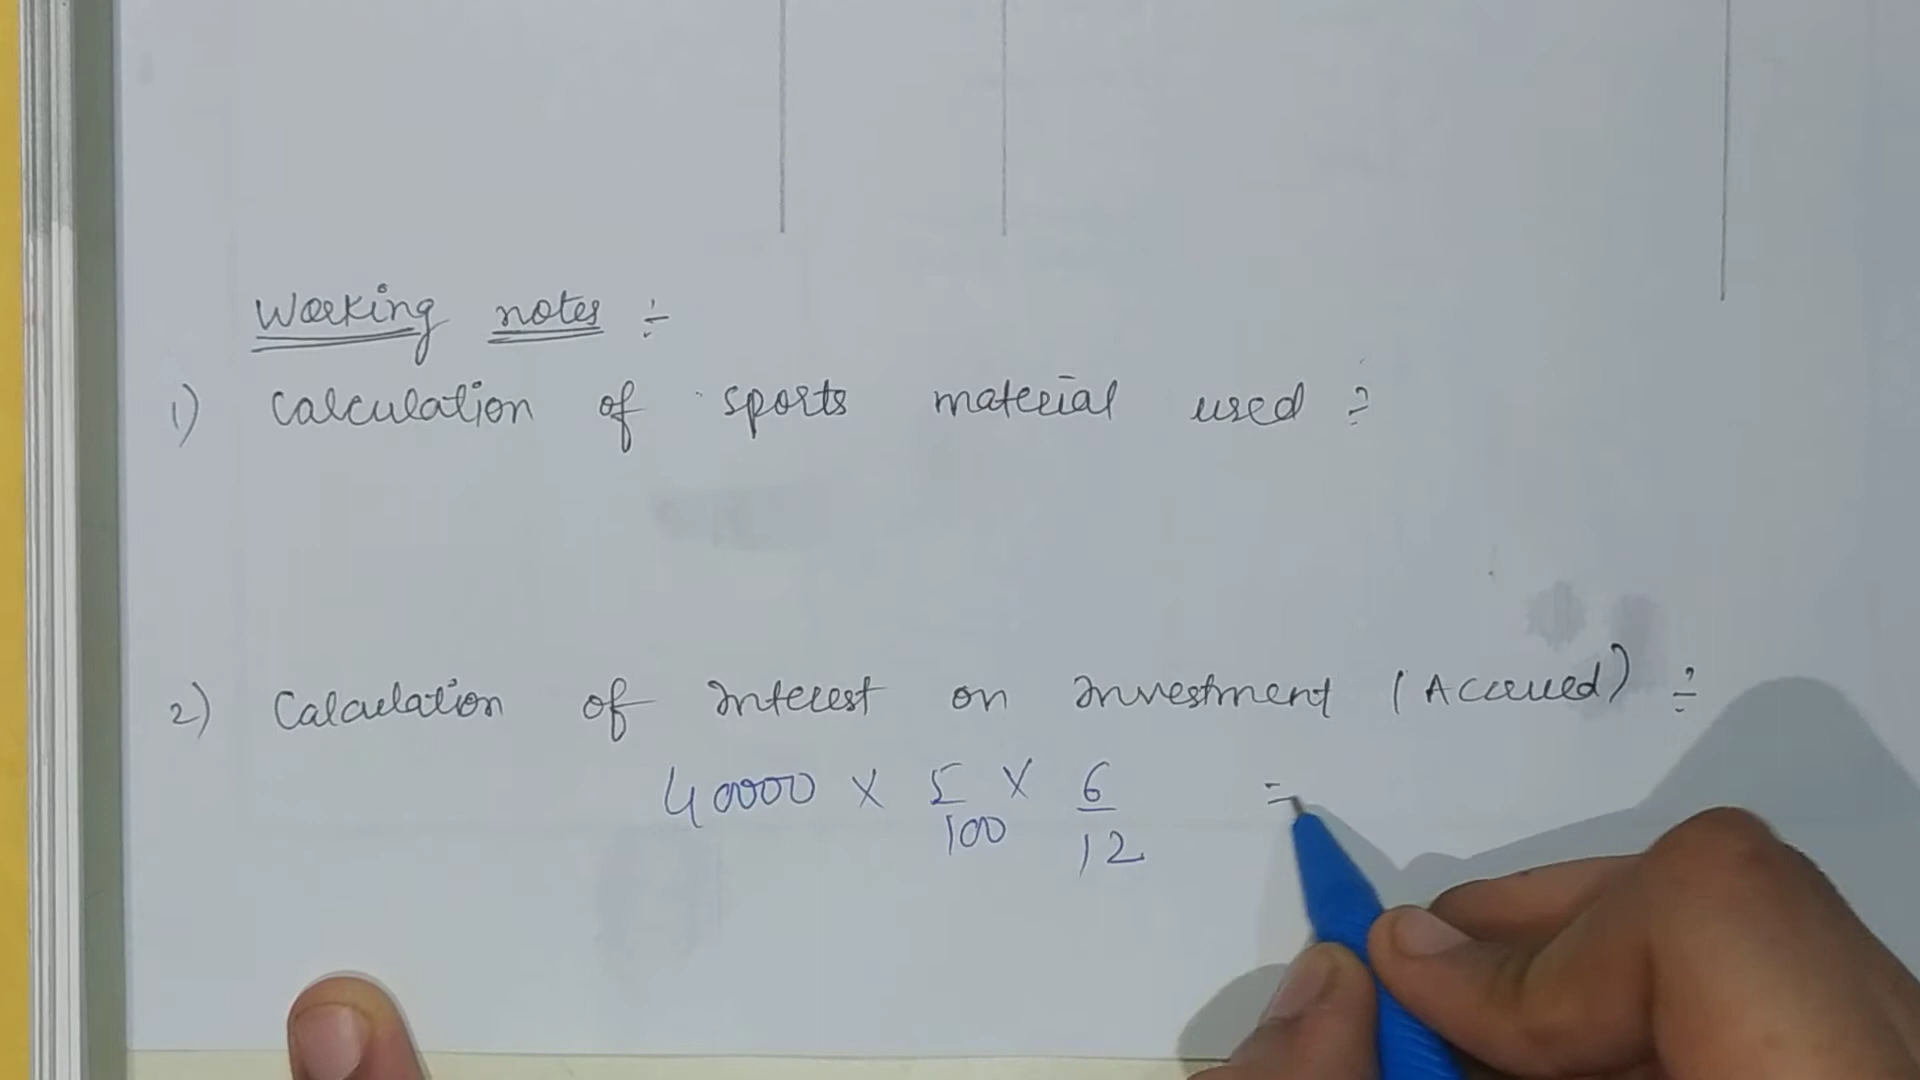 Working notes ÷
1) Calculation of sports material used ÷
2) Calculation of Interest on Investment (Accrued) ÷
40000 × 5/100 × 6/12 =